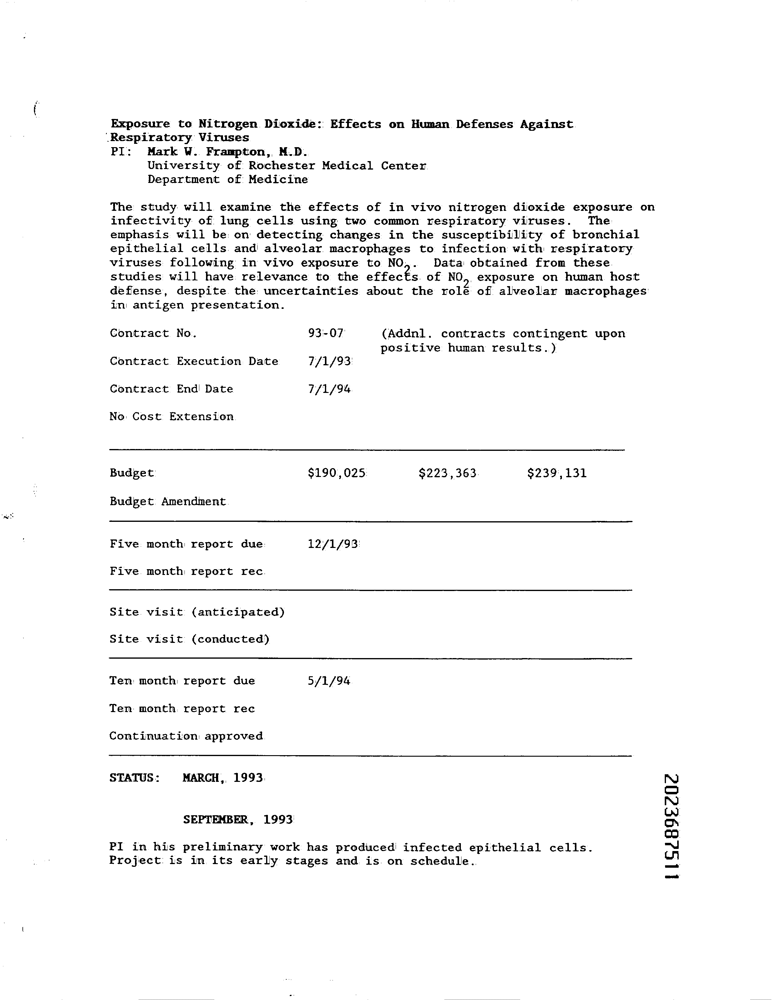 Exposure to Nitrogen Dioxide: Effects on Human Defenses Against
Respiratory Viruses
PI: Mark W. Frampton, M.D.
University of Rochester Medical Center
Department of Medicine
The study will examine the effects of in vivo nitrogen dioxide exposure on
infectivity of lung cells using two common respiratory viruses. The
emphasis will be on detecting changes in the susceptibility of bronchial
epithelial cells and alveolar macrophages to infection with respiratory
viruses following in vivo exposure to NO2. Data obtained from these
studies will have relevance to the effects of NO2 exposure on human host
defense, despite the uncertainties about the role of alveolar macrophages
in antigen presentation.
Contract No. 93-07 (Addnl. contracts contingent upon
positive human results.)
Contract Execution Date 7/1/93
Contract End Date 7/1/94
No Cost Extension
Budget $190,025 $223,363 $239,131
Budget Amendment
Five month report due 12/1/93
Five month report rec
Site visit (anticipated)
Site visit (conducted)
Ten month report due 5/1/94
Ten month report rec
Continuation approved
STATUS: MARCH, 1993
SEPTEMBER, 1993
PI in his preliminary work has produced infected epithelial cells.
Project is in its early stages and is on schedule.
2023687511